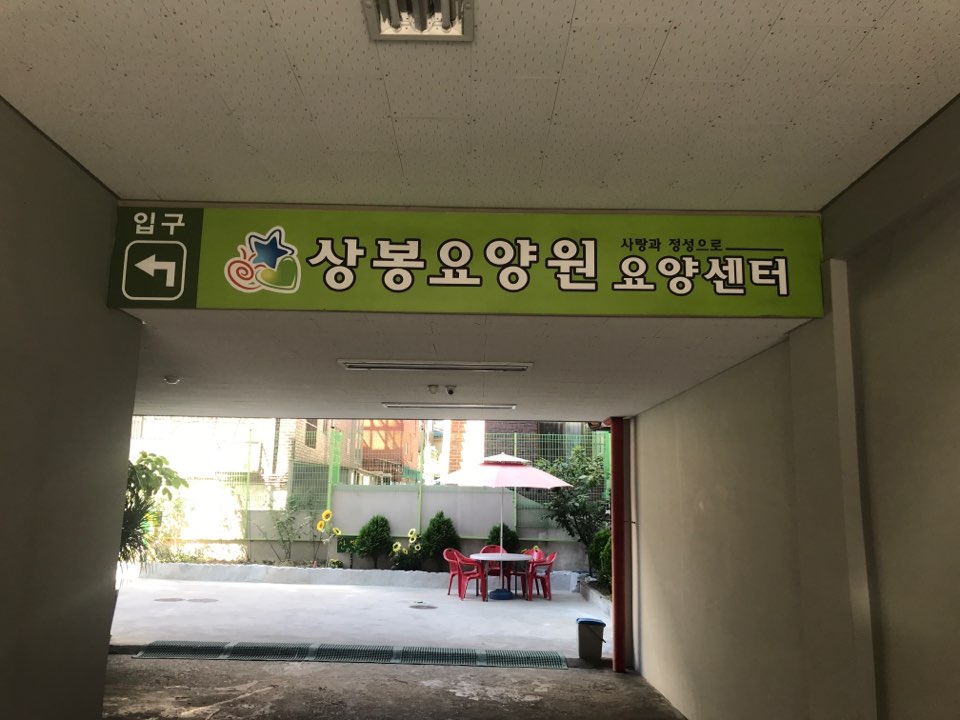 입구
상봉요양원
사랑과 정성으로
요양센터